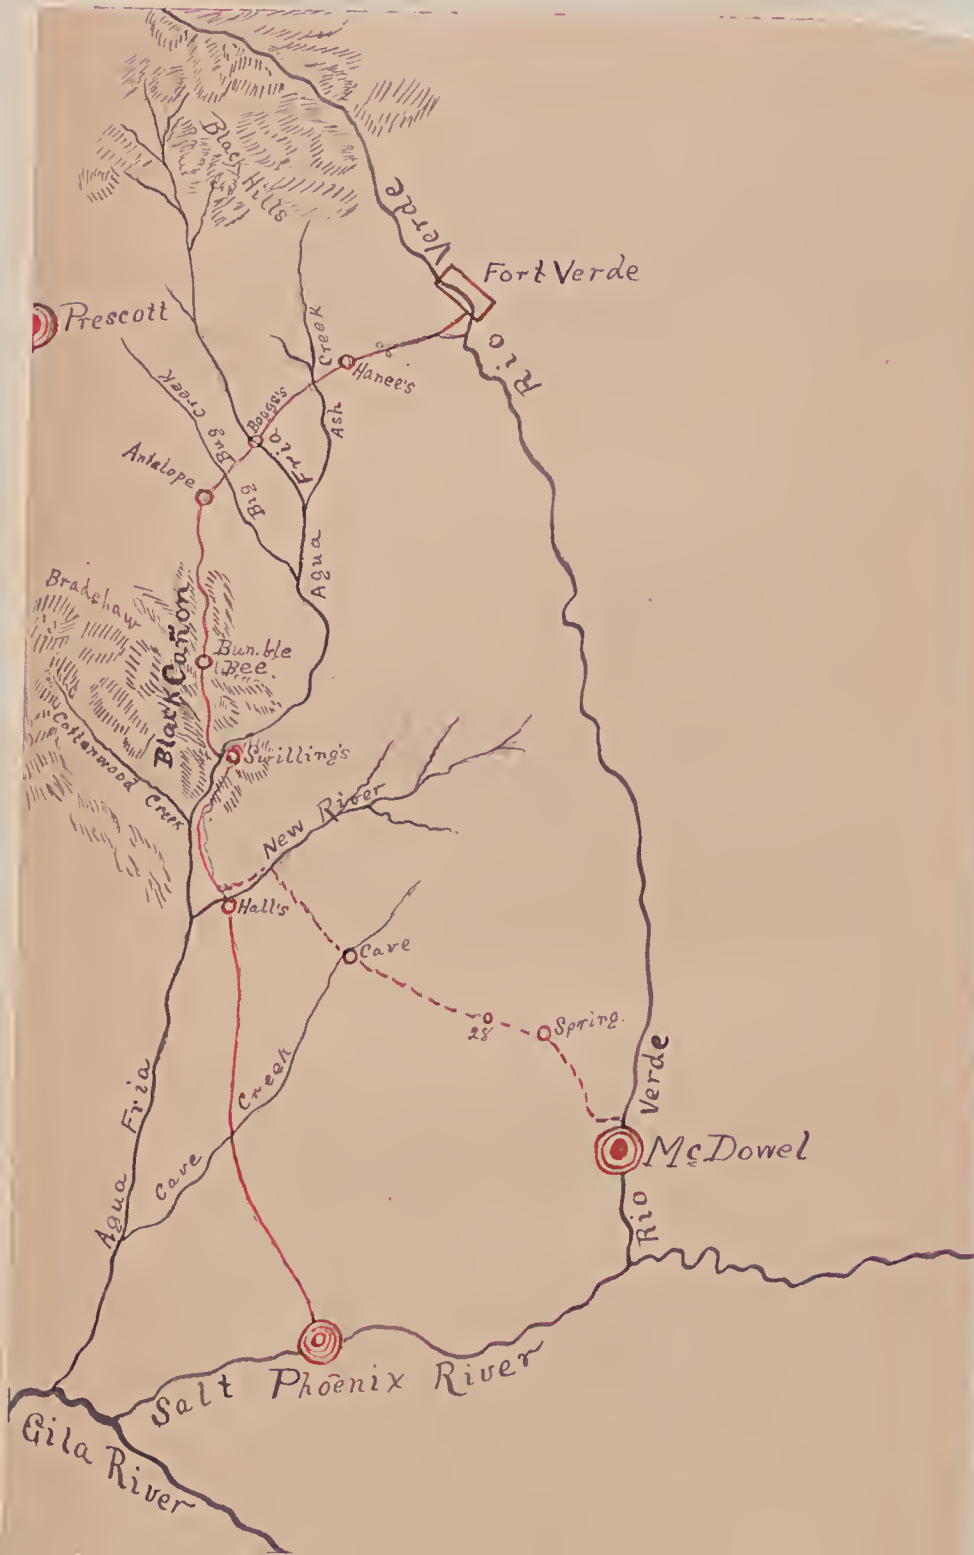 Black
Hills
Verde
Rio
Fort Verde
Prescott
Creek
Ash
Hance's
Bogg's
Big Bug Creek
Agua Fria
Antelope
Bradshaw
Black Cañon
Bumble
Bee
Cottonwood Creek
Swilling's
New River
Hall's
Cave
28
Spring.
Cave Creek
Agua Fria
Verde
Rio
McDowel
Salt River
Phoenix
Gila River